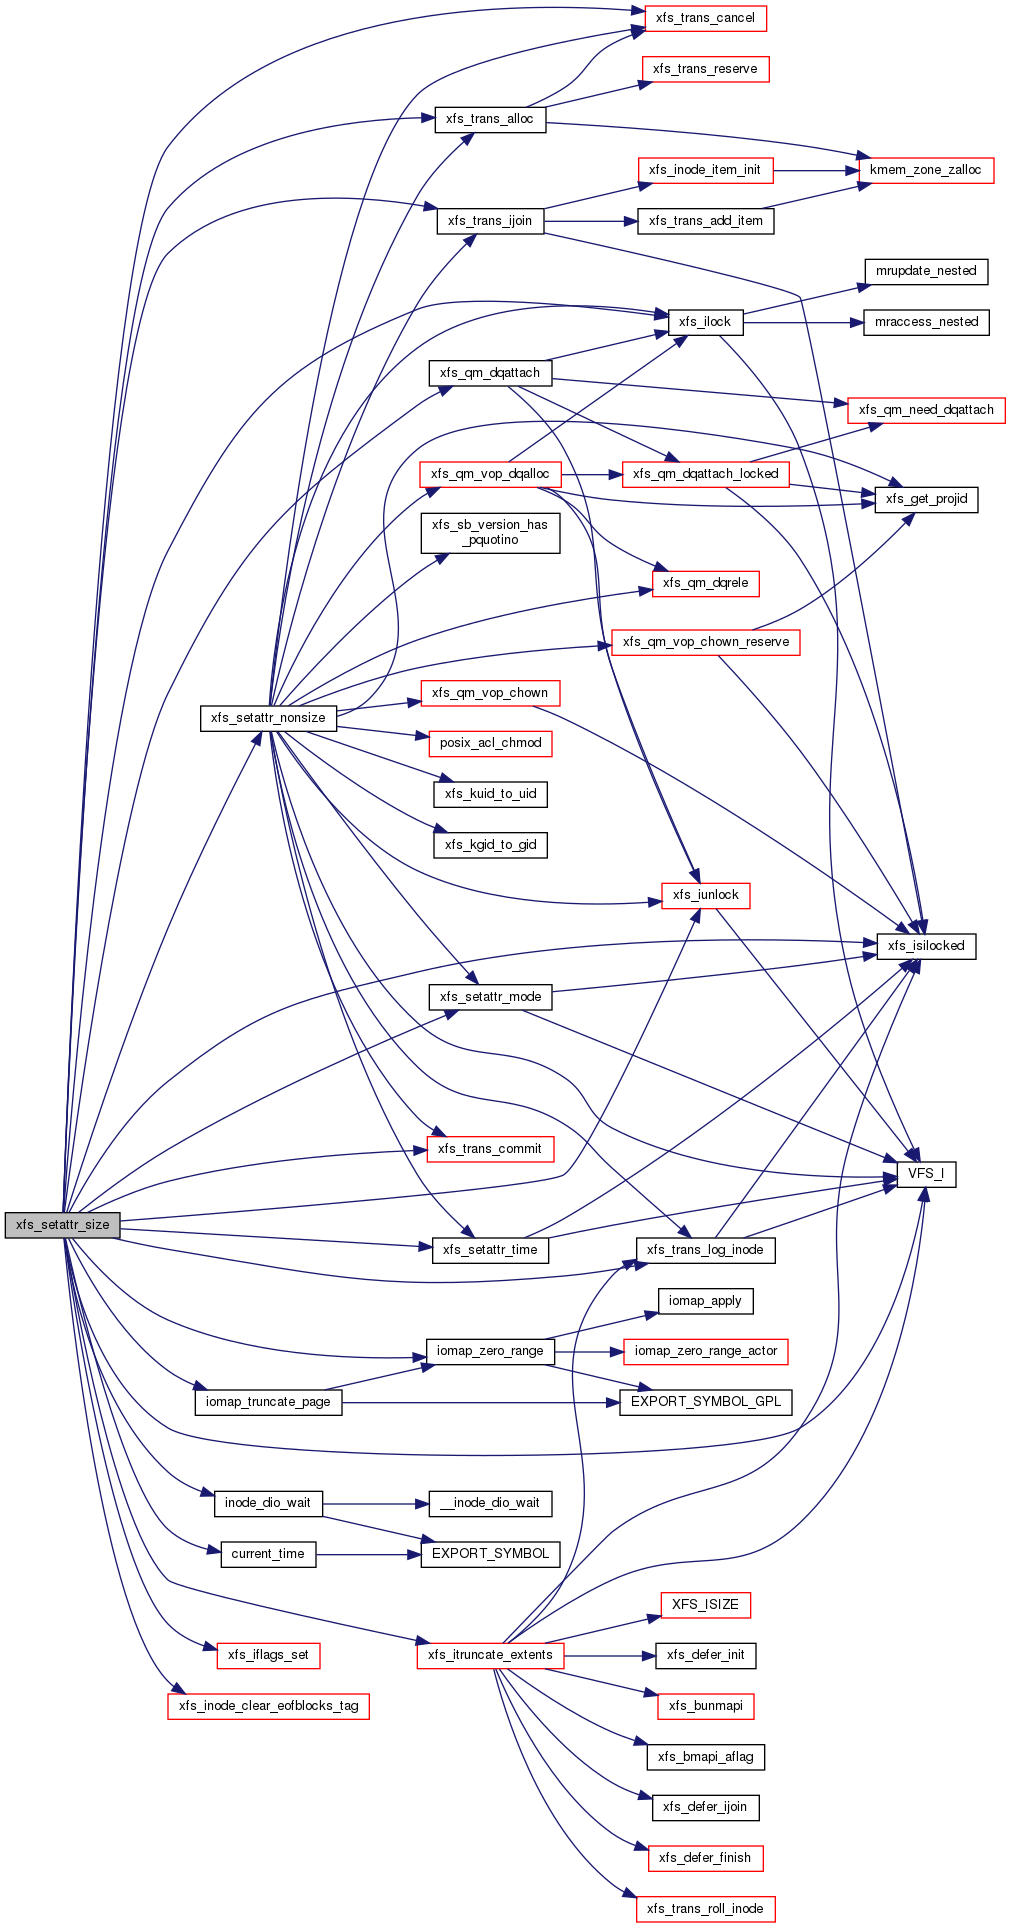 xfs_trans_cancel
xfs_trans_reserve
xfs_trans_alloc
xfs_inode_item_init
kmem_zone_zalloc
xfs_trans_ijoin
xfs_trans_add_item
mrupdate_nested
xfs_ilock
mraccess_nested
xfs_qm_dqattach
xfs_qm_need_dqattach
xfs_qm_vop_dqalloc
xfs_qm_dqattach_locked
xfs_get_projid
xfs_sb_version_has
_pquotino
xfs_qm_dqrele
xfs_qm_vop_chown_reserve
xfs_qm_vop_chown
xfs_setattr_nonsize
posix_acl_chmod
xfs_kuid_to_uid
xfs_kgid_to_gid
xfs_iunlock
xfs_isilocked
xfs_setattr_mode
xfs_trans_commit
VFS_I
xfs_setattr_size
xfs_setattr_time
xfs_trans_log_inode
iomap_apply
iomap_zero_range
iomap_zero_range_actor
iomap_truncate_page
EXPORT_SYMBOL_GPL
inode_dio_wait
__inode_dio_wait
current_time
EXPORT_SYMBOL
XFS_ISIZE
xfs_iflags_set
xfs_itruncate_extents
xfs_defer_init
xfs_inode_clear_eofblocks_tag
xfs_bunmapi
xfs_bmapi_aflag
xfs_defer_ijoin
xfs_defer_finish
xfs_trans_roll_inode